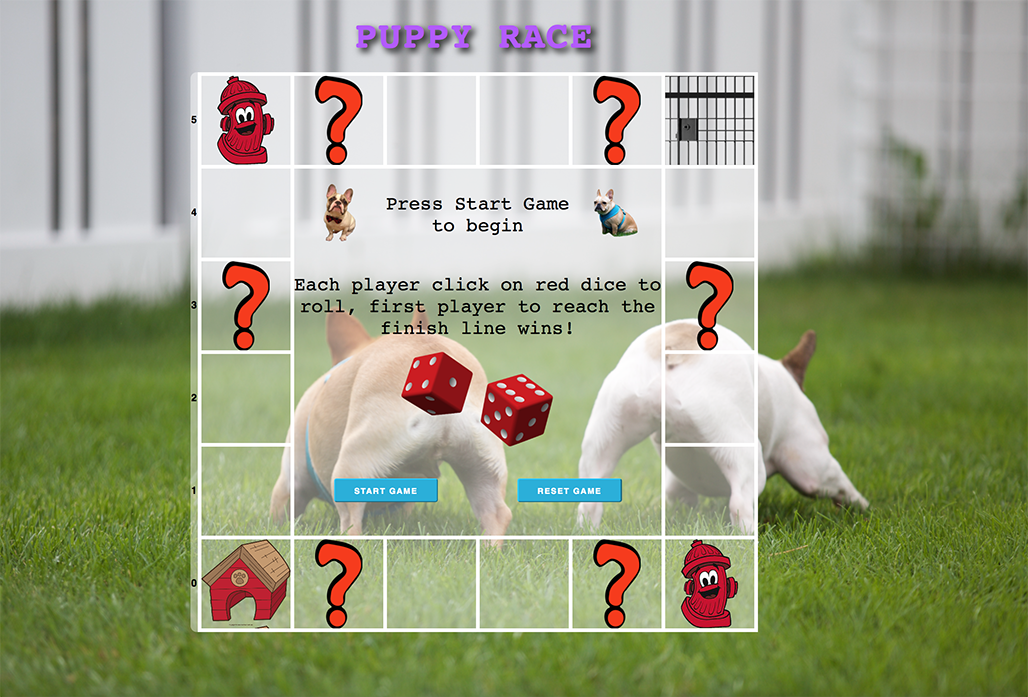 PUPPY RACE
? ?
5
4
Press Start Game
to begin
? ?
3
Each player click on red dice to
roll, first player to reach the
finish line wins!
2
1
START GAME RESET GAME
0
? ?